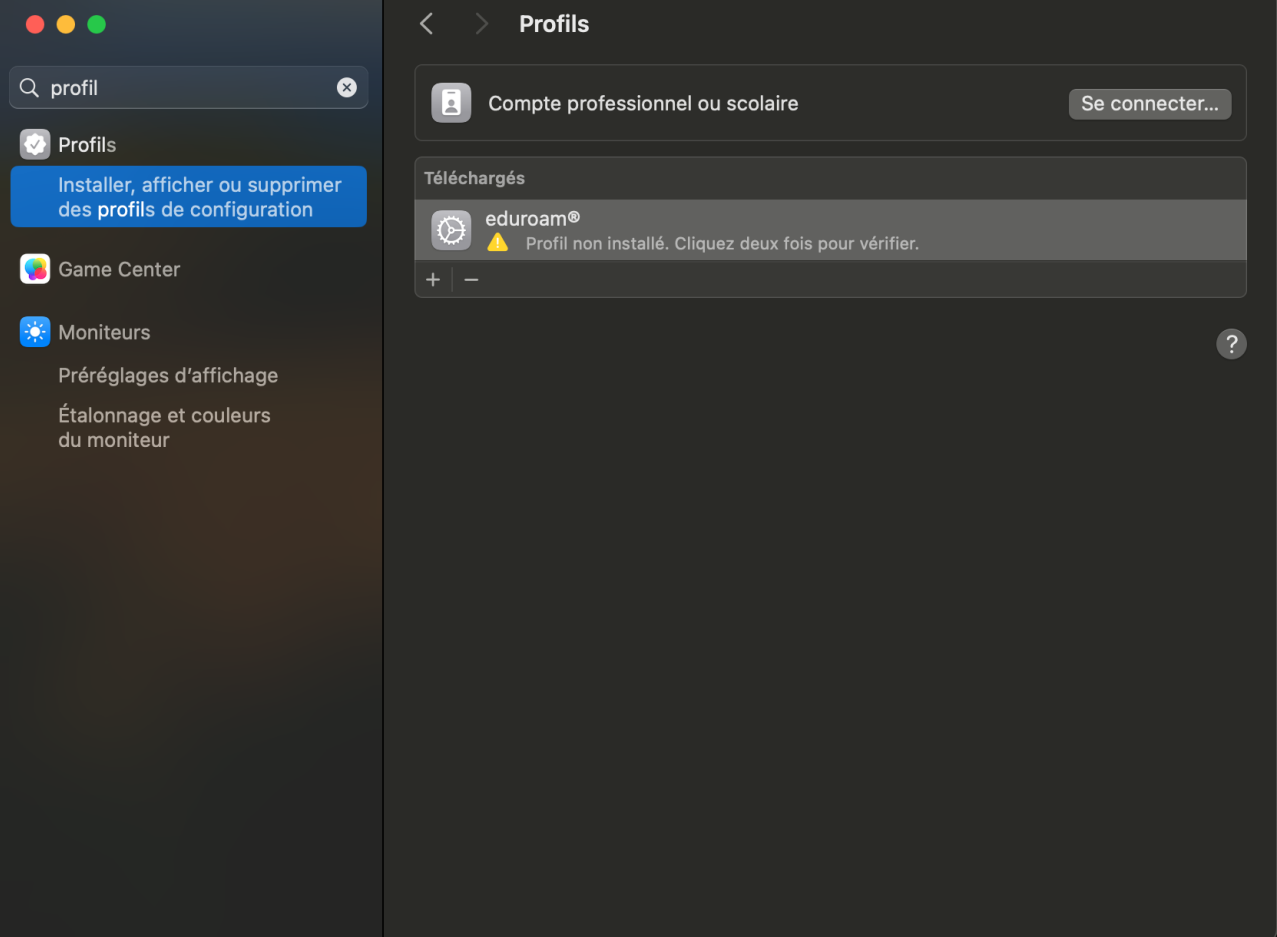 profil
Profils
Installer, afficher ou supprimer
des profils de configuration
Game Center
Moniteurs
Préréglages d’affichage
Étalonnage et couleurs
du moniteur
Profils
Compte professionnel ou scolaire
Se connecter...
Téléchargés
eduroam®
Profil non installé. Cliquez deux fois pour vérifier.
+ −
?